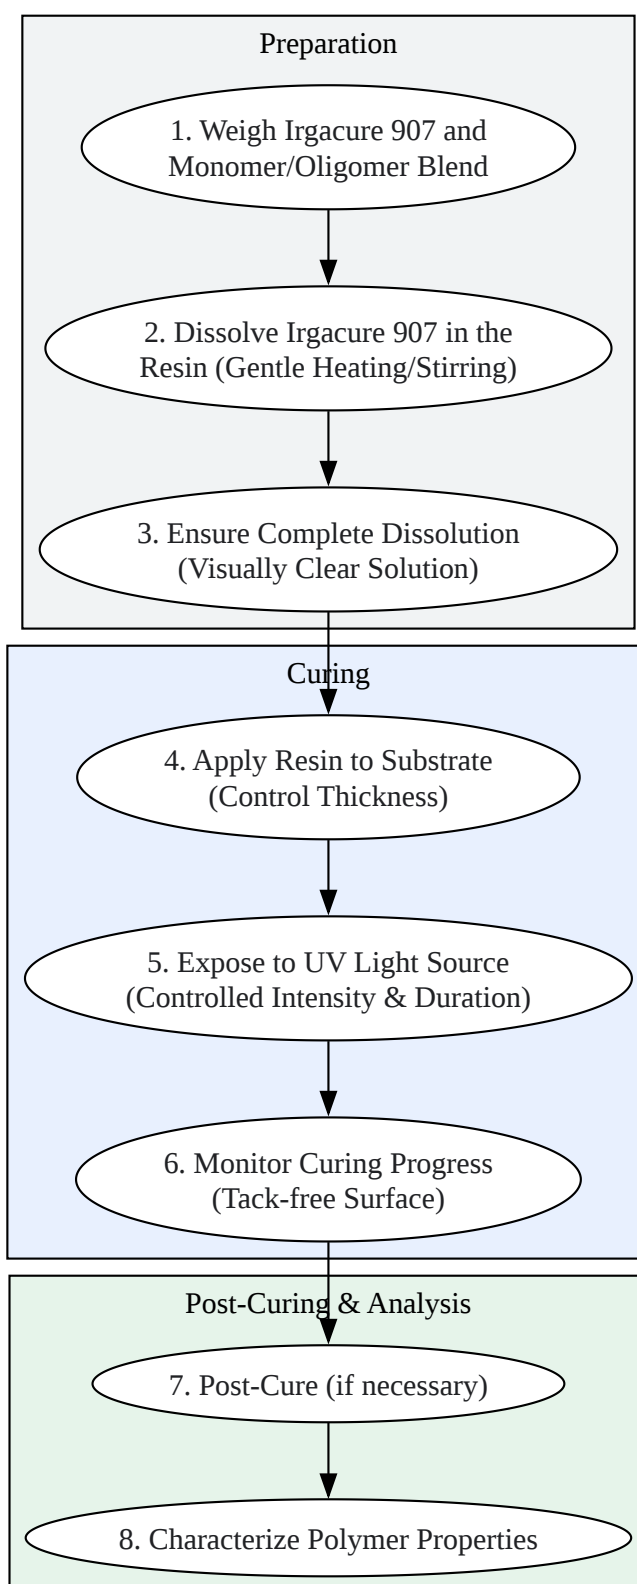 Preparation
1. Weigh Irgacure 907 and
Monomer/Oligomer Blend
2. Dissolve Irgacure 907 in the
Resin (Gentle Heating/Stirring)
3. Ensure Complete Dissolution
(Visually Clear Solution)
Curing
4. Apply Resin to Substrate
(Control Thickness)
5. Expose to UV Light Source
(Controlled Intensity & Duration)
6. Monitor Curing Progress
(Tack-free Surface)
Post-Curing & Analysis
7. Post-Cure (if necessary)
8. Characterize Polymer Properties